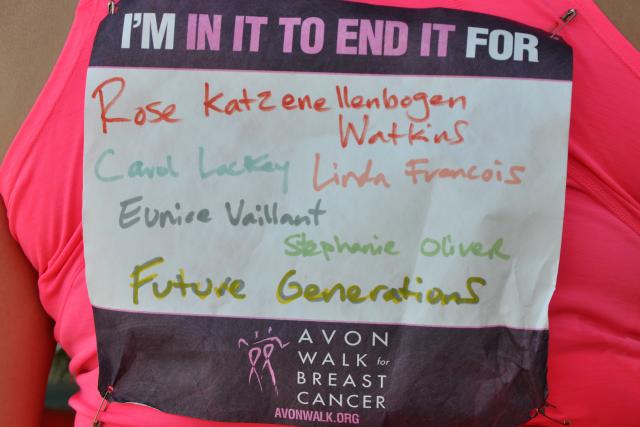 I'M IN IT TO END IT FOR
Rose Katzenellenbogen
Watkins
Carol Lackey Linda Francois
Eunice Vaillant
Stephanie Oliver
Future Generations
AVON
WALK for
BREAST
CANCER
AVONWALK.ORG